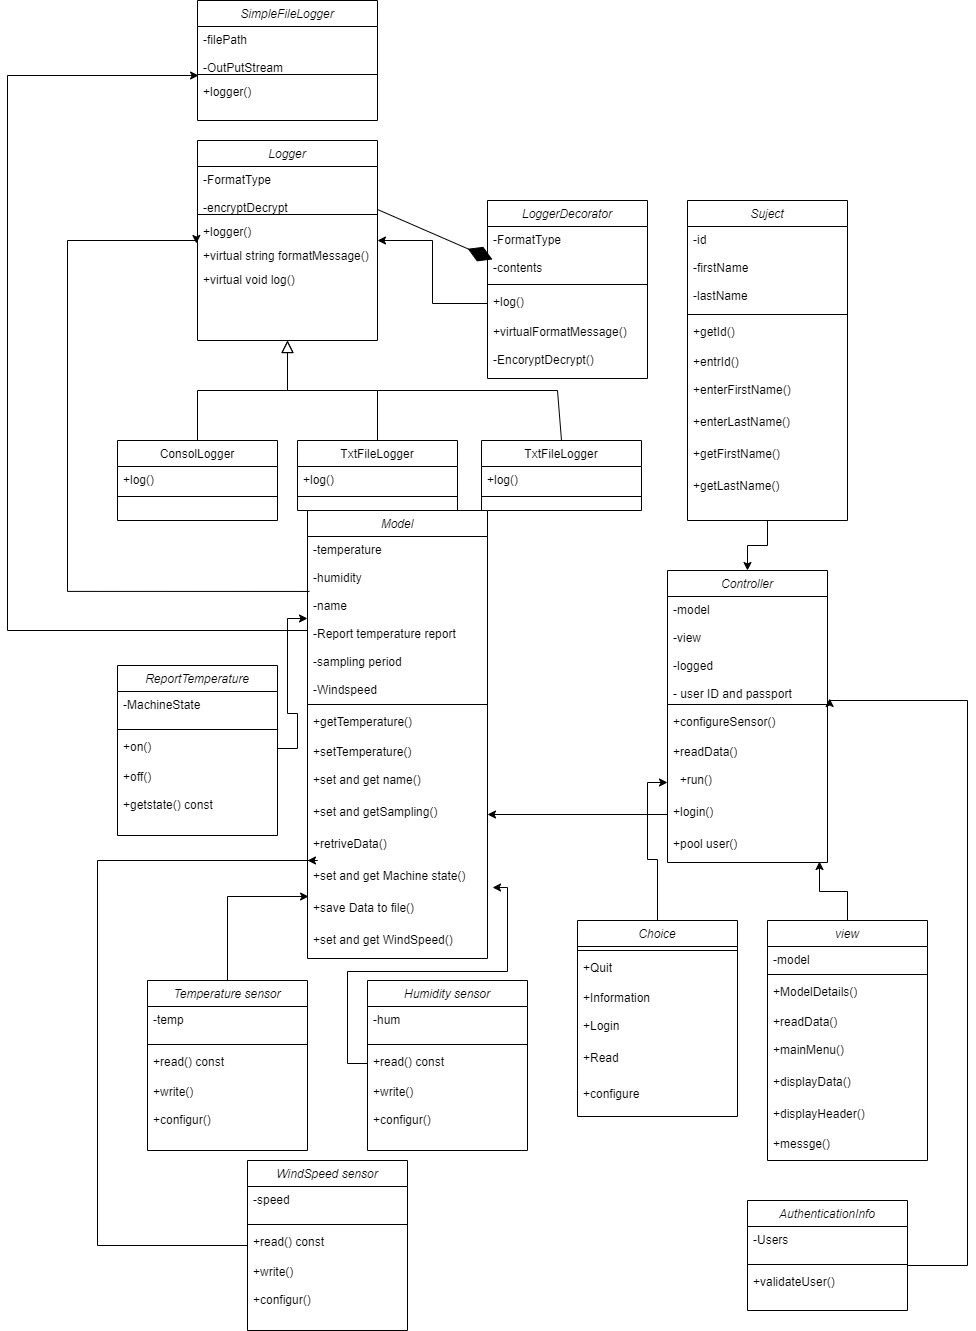 SimpleFileLogger
-filePath
-OutPutStream
+logger()
Logger
-FormatType
-encryptDecrypt
+logger()
+virtual string formatMessage()
+virtual void log()
LoggerDecorator
-FormatType
-contents
+log()
+virtualFormatMessage()
-EncoryptDecrypt()
Suject
-id
-firstName
-lastName
+getId()
+entrId()
+enterFirstName()
+enterLastName()
+getFirstName()
+getLastName()
ConsolLogger
+log()
TxtFileLogger
+log()
TxtFileLogger
+log()
Model
-temperature
-humidity
-name
-Report temperature report
-sampling period
-Windspeed
+getTemperature()
+setTemperature()
+set and get name()
+set and getSampling()
+retriveData()
+set and get Machine state()
+save Data to file()
+set and get WindSpeed()
Controller
-model
-view
-logged
- user ID and passport
+configureSensor()
+readData()
+run()
+login()
+pool user()
ReportTemperature
-MachineState
+on()
+off()
+getstate() const
Temperature sensor
-temp
+read() const
+write()
+configur()
Humidity sensor
-hum
+read() const
+write()
+configur()
Choice
+Quit
+Information
+Login
+Read
+configure
view
-model
+ModelDetails()
+readData()
+mainMenu()
+displayData()
+displayHeader()
+messge()
WindSpeed sensor
-speed
+read() const
+write()
+configur()
AuthenticationInfo
-Users
+validateUser()